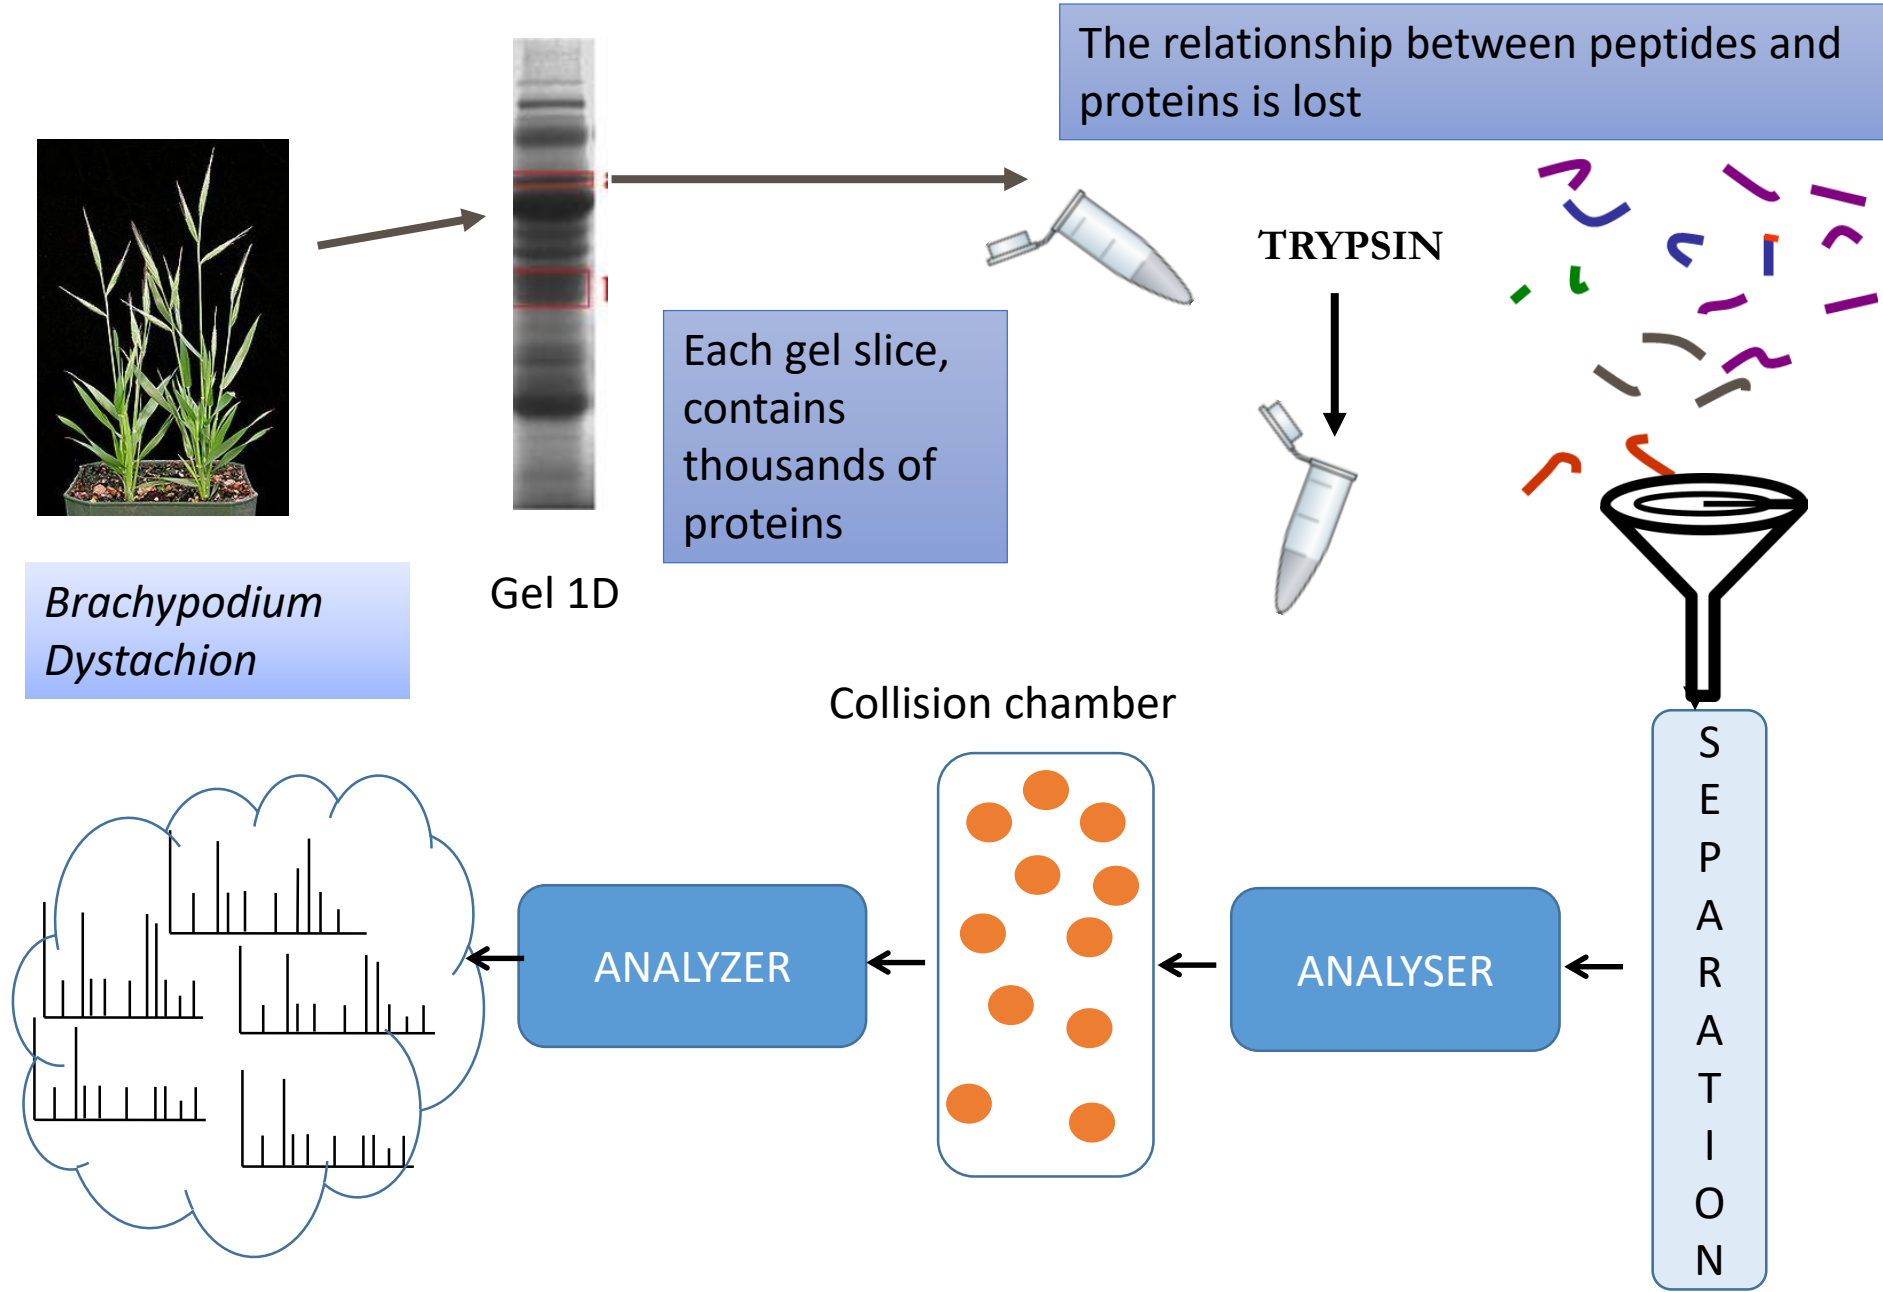 The relationship between peptides and
proteins is lost
TRYPSIN
Each gel slice,
contains
thousands of
proteins
Gel 1D
Brachypodium
Dystachion
Collision chamber
SEPARATION
ANALYSER
ANALYZER